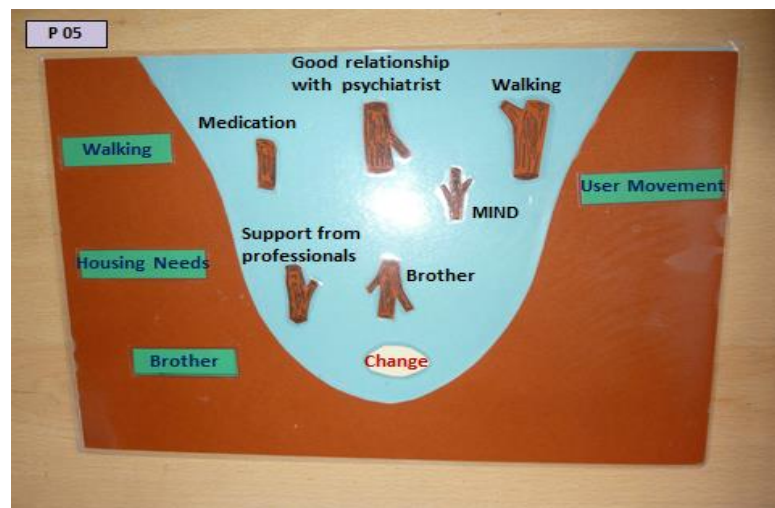 P 05
Good relationship
with psychiatrist
Walking
Medication
Walking
User Movement
MIND
Support from
professionals
Housing Needs
Brother
Brother
Change